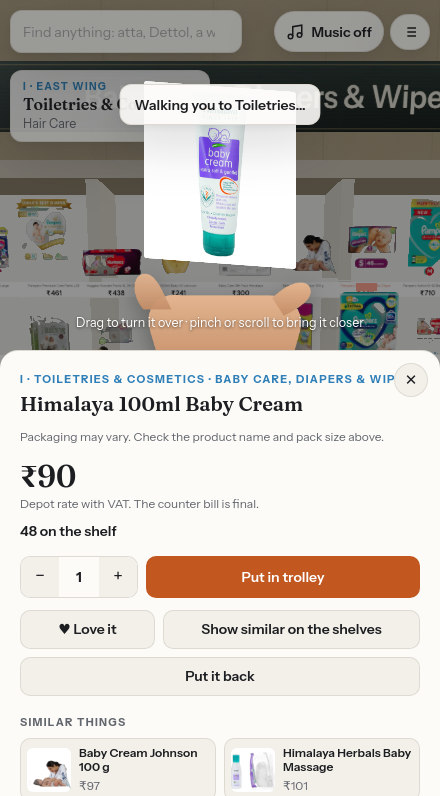 Find anything: atta, Dettol, a w
Music off
I · EAST WING
Toiletries & C
Hair Care
Walking you to Toiletries…
rs & Wipe
baby
cream
extra soft & gentle
₹461
₹438
₹241
₹300
Drag to turn it over · pinch or scroll to bring it closer
I · TOILETRIES & COSMETICS · BABY CARE, DIAPERS & WIP
Himalaya 100ml Baby Cream
Packaging may vary. Check the product name and pack size above.
₹90
Depot rate with VAT. The counter bill is final.
48 on the shelf
− 1 +
Put in trolley
♥ Love it
Show similar on the shelves
Put it back
SIMILAR THINGS
Baby Cream Johnson
100 g
₹97
Himalaya Herbals Baby
Massage
₹101